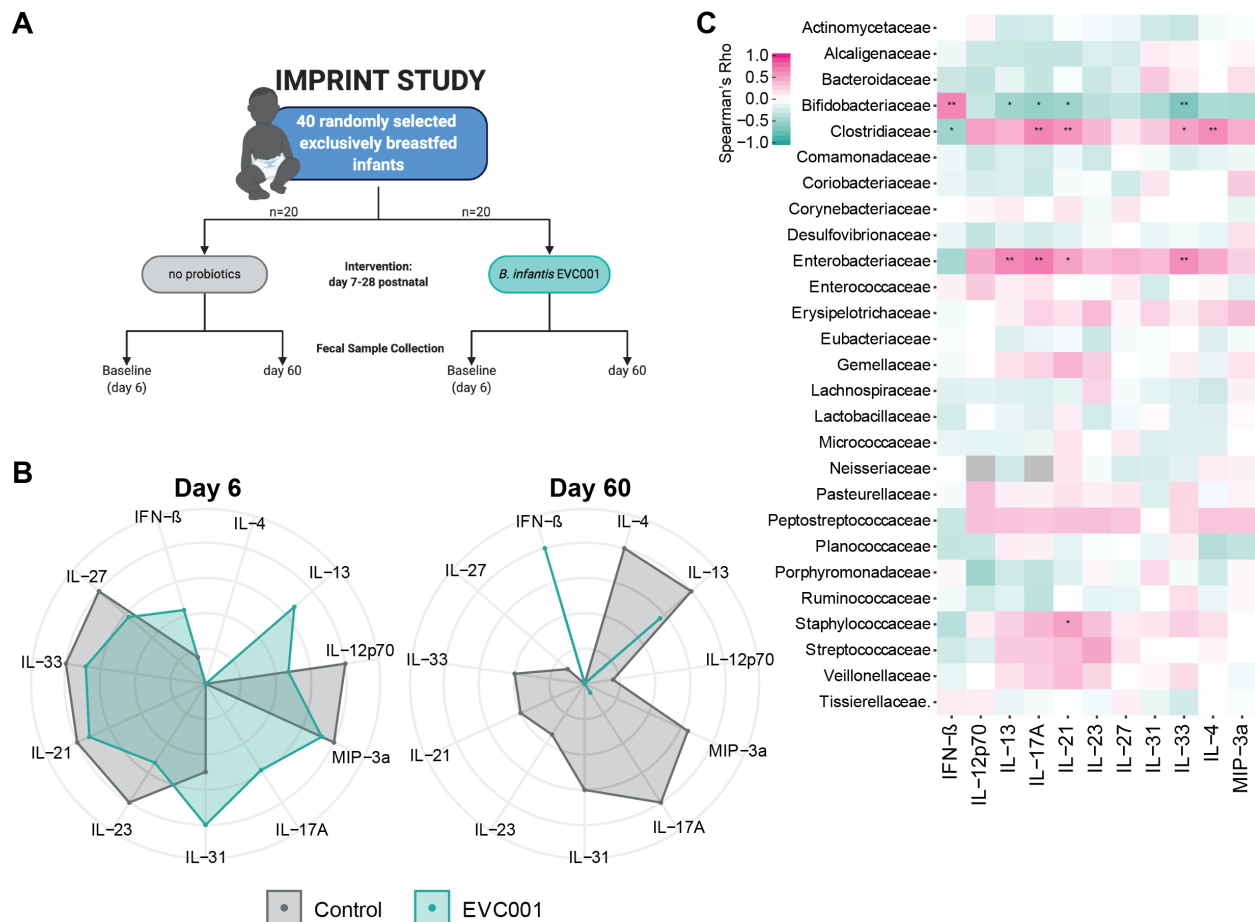 A
IMPRINT STUDY
40 randomly selected
exclusively breastfed
infants
n=20
n=20
no probiotics
Intervention:
day 7-28 postnatal
B. infantis EVC001
Fecal Sample Collection
Baseline
(day 6)
day 60
Baseline
(day 6)
day 60
B
Day 6
IFN-ß
IL-4
IL-13
IL-12p70
MIP-3a
IL-17A
IL-31
IL-23
IL-21
IL-33
IL-27
Day 60
IFN-ß
IL-4
IL-13
IL-12p70
MIP-3a
IL-17A
IL-31
IL-23
IL-21
IL-33
IL-27
Control
EVC001
C
Spearman's Rho
1.0
0.5
0.0
-0.5
-1.0
Actinomycetaceae
Alcaligenaceae
Bacteroidaceae
Bifidobacteriaceae
** * * * **
Clostridiaceae
* ** ** * **
Comamonadaceae
Coriobacteriaceae
Corynebacteriaceae
Desulfovibrionaceae
Enterobacteriaceae
** ** * **
Enterococcaceae
Erysipelotrichaceae
Eubacteriaceae
Gemellaceae
Lachnospiraceae
Lactobacillaceae
Micrococcaceae
Neisseriaceae
Pasteurellaceae
Peptostreptococcaceae
Planococcaceae
Porphyromonadaceae
Ruminococcaceae
Staphylococcaceae
*
Streptococcaceae
Veillonellaceae
Tissierellaceae.
IFN-ß
IL-12p70
IL-13
IL-17A
IL-21
IL-23
IL-27
IL-31
IL-33
IL-4
MIP-3a